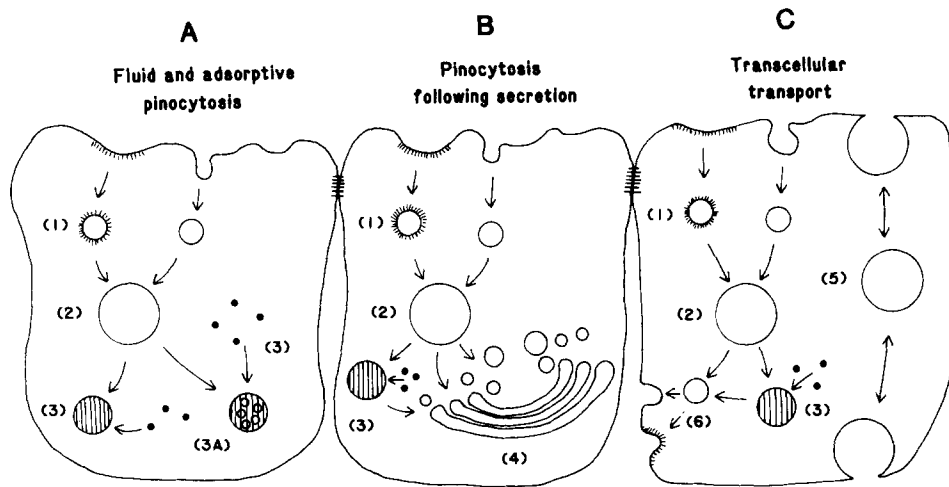 A
Fluid and adsorptive
pinocytosis
B
Pinocytosis
following secretion
C
Transcellular
transport
(1)
(2)
(3)
(3)
(3A)
(1)
(2)
(3)
(4)
(1)
(2)
(5)
(3)
(6)